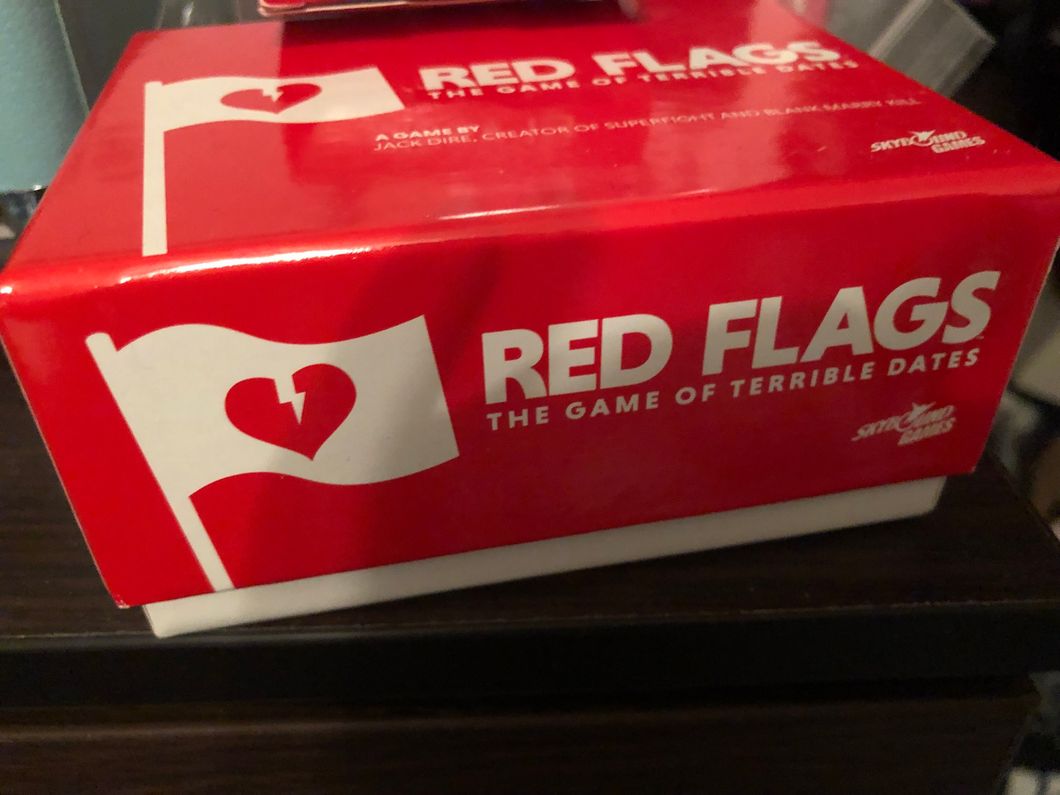 RED FLAGS
THE GAME OF TERRIBLE DATES
A GAME BY
JACK DIRE, CREATOR OF SUPERFIGHT AND BLANK MARRY KILL
SKYBOUND
GAMES
RED FLAGS
THE GAME OF TERRIBLE DATES
SKYBOUND
GAMES